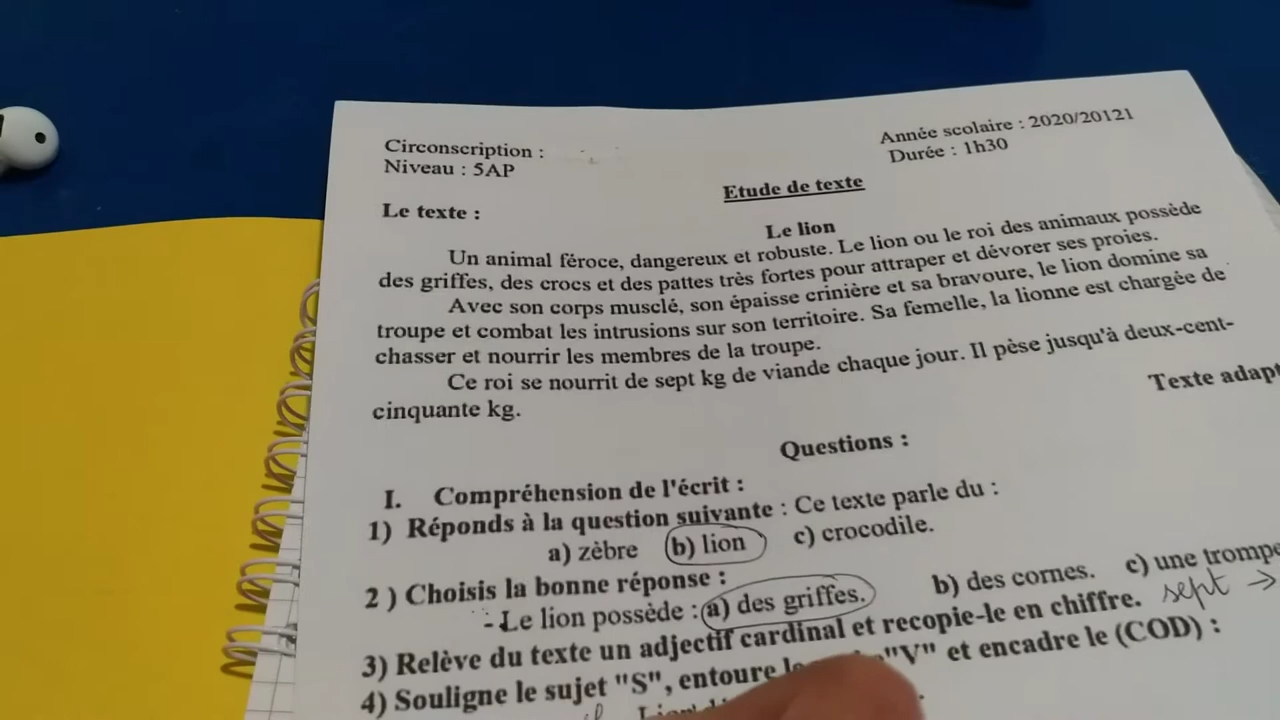 Circonscription :
Année scolaire : 2020/20121
Niveau : 5AP
Durée : 1h30
Etude de texte
Le texte :
Le lion
Un animal féroce, dangereux et robuste. Le lion ou le roi des animaux possède
des griffes, des crocs et des pattes très fortes pour attraper et dévorer ses proies.
Avec son corps musclé, son épaisse crinière et sa bravoure, le lion domine sa
troupe et combat les intrusions sur son territoire. Sa femelle, la lionne est chargée de
chasser et nourrir les membres de la troupe.
Ce roi se nourrit de sept kg de viande chaque jour. Il pèse jusqu'à deux-cent-
cinquante kg.
Texte adapt
Questions :
I. Compréhension de l'écrit :
1) Réponds à la question suivante : Ce texte parle du :
a) zèbre b) lion c) crocodile.
2 ) Choisis la bonne réponse :
- Le lion possède : a) des griffes. b) des cornes. c) une trompe
3) Relève du texte un adjectif cardinal et recopie-le en chiffre. sept →
4) Souligne le sujet "S", entoure "V" et encadre le (COD) :